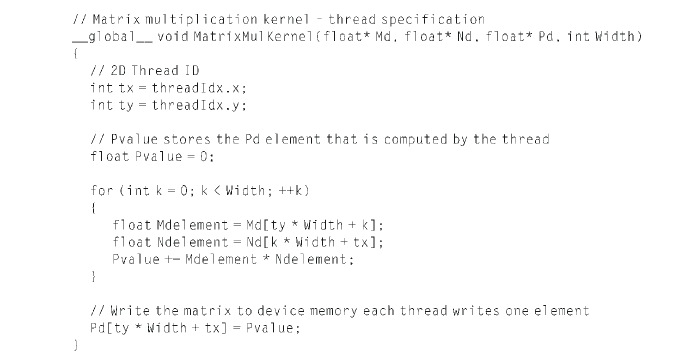 // Matrix multiplication kernel – thread specification
__global__ void MatrixMulKernel(float* Md, float* Nd, float* Pd, int Width)
{
// 2D Thread ID
int tx = threadIdx.x;
int ty = threadIdx.y;
// Pvalue stores the Pd element that is computed by the thread
float Pvalue = 0;
for (int k = 0; k < Width; ++k)
{
float Mdelement = Md[ty * Width + k];
float Ndelement = Nd[k * Width + tx];
Pvalue += Mdelement * Ndelement;
}
// Write the matrix to device memory each thread writes one element
Pd[ty * Width + tx] = Pvalue;
}